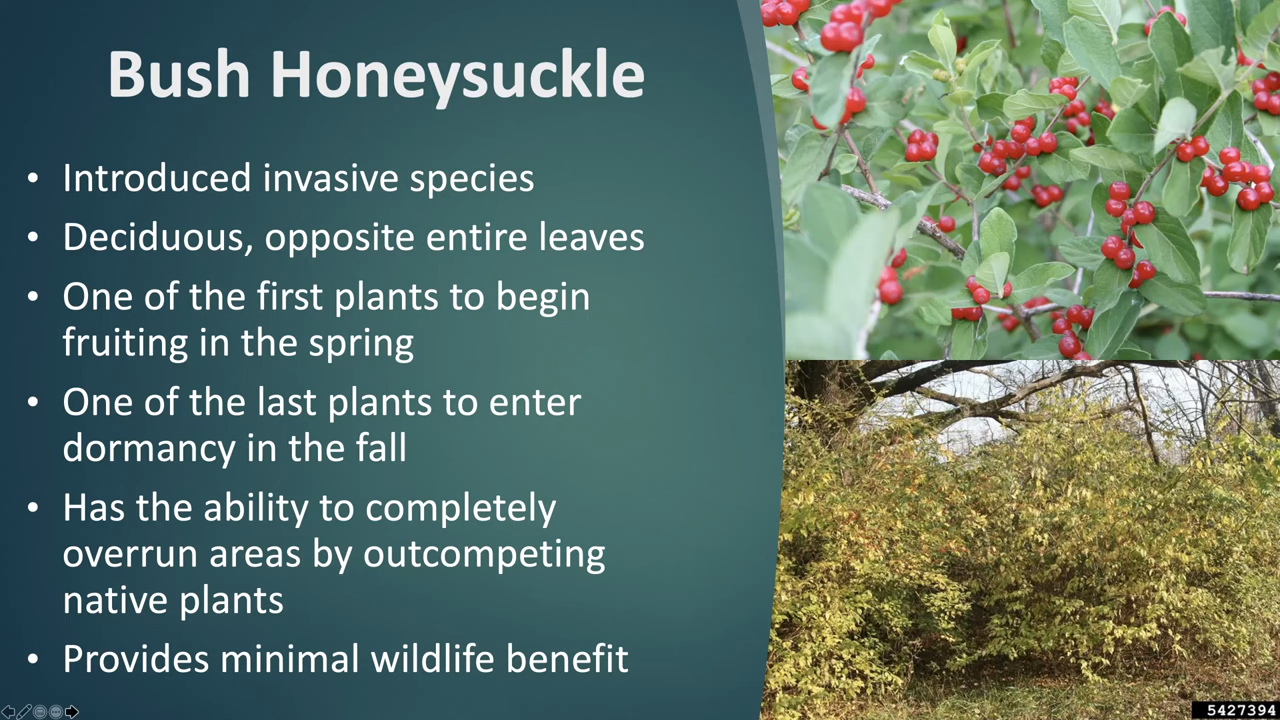 Bush Honeysuckle
• Introduced invasive species
• Deciduous, opposite entire leaves
• One of the first plants to begin
fruiting in the spring
• One of the last plants to enter
dormancy in the fall
• Has the ability to completely
overrun areas by outcompeting
native plants
• Provides minimal wildlife benefit
5427394